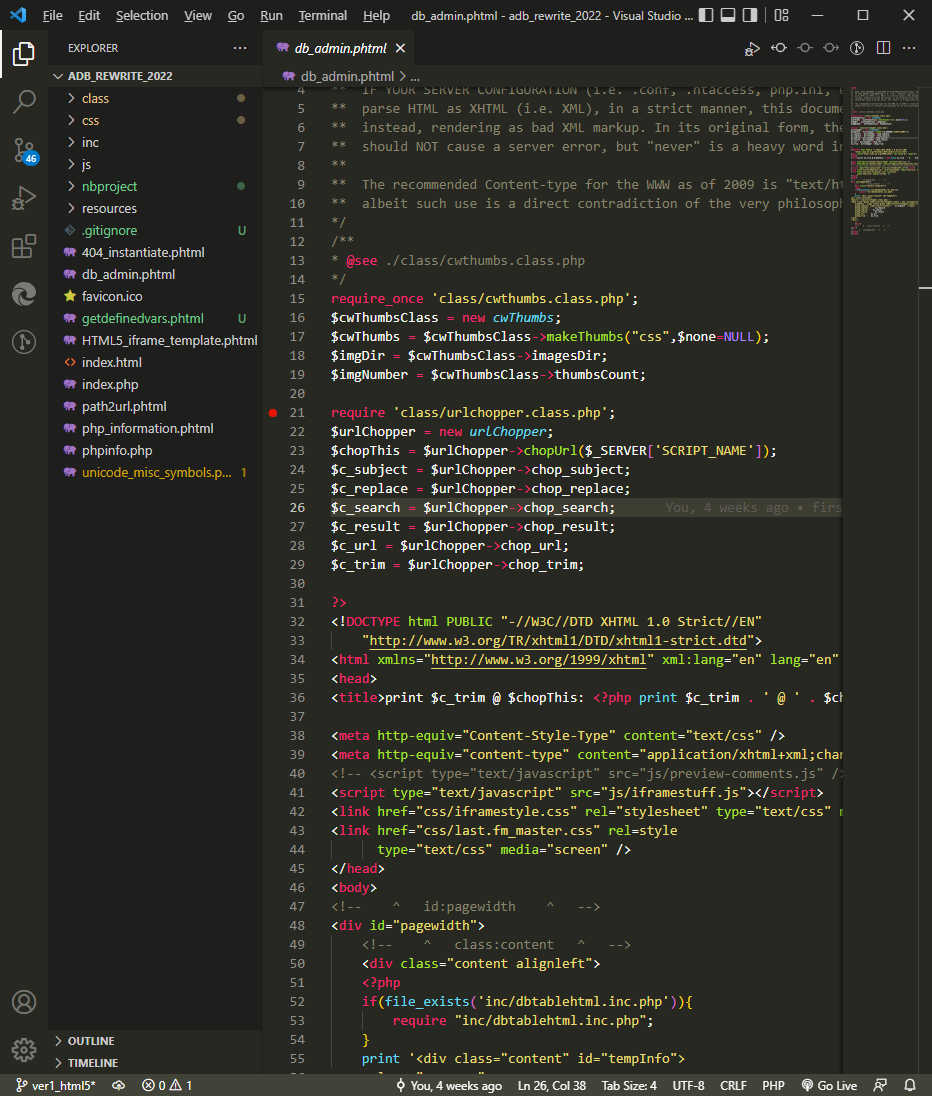 File Edit Selection View Go Run Terminal Help db_admin.phtml - adb_rewrite_2022 - Visual Studio ...
EXPLORER
db_admin.phtml
ADB_REWRITE_2022
db_admin.phtml > ...
class
css
inc
js
nbproject
resources
.gitignore U
404_instantiate.phtml
db_admin.phtml
favicon.ico
getdefinedvars.phtml U
HTML5_iframe_template.phtml
index.html
index.php
path2url.phtml
php_information.phtml
phpinfo.php
unicode_misc_symbols.p... 1
46
4 ** IF YOUR SERVER CONFIGURATION (i.e. .conf, .htaccess, php.ini,
5 ** parse HTML as XHTML (i.e. XML), in a strict manner, this docum
6 ** instead, rendering as bad XML markup. In its original form, the
7 ** should NOT cause a server error, but "never" is a heavy word in
8 **
9 ** The recommended Content-type for the WWW as of 2009 is "text/ht
10 ** albeit such use is a direct contradiction of the very philosoph
11 */
12 /**
13 * @see ./class/cwthumbs.class.php
14 */
15 require_once 'class/cwthumbs.class.php';
16 $cwThumbsClass = new cwThumbs;
17 $cwThumbs = $cwThumbsClass->makeThumbs("css",$none=NULL);
18 $imgDir = $cwThumbsClass->imagesDir;
19 $imgNumber = $cwThumbsClass->thumbsCount;
20
21 require 'class/urlchopper.class.php';
22 $urlChopper = new urlChopper;
23 $chopThis = $urlChopper->chopUrl($_SERVER['SCRIPT_NAME']);
24 $c_subject = $urlChopper->chop_subject;
25 $c_replace = $urlChopper->chop_replace;
26 $c_search = $urlChopper->chop_search; You, 4 weeks ago • firs
27 $c_result = $urlChopper->chop_result;
28 $c_url = $urlChopper->chop_url;
29 $c_trim = $urlChopper->chop_trim;
30
31 ?>
32 <!DOCTYPE html PUBLIC "-//W3C//DTD XHTML 1.0 Strict//EN"
33 "http://www.w3.org/TR/xhtml1/DTD/xhtml1-strict.dtd">
34 <html xmlns="http://www.w3.org/1999/xhtml" xml:lang="en" lang="en"
35 <head>
36 <title>print $c_trim @ $chopThis: <?php print $c_trim . ' @ ' . $ch
37
38 <meta http-equiv="Content-Style-Type" content="text/css" />
39 <meta http-equiv="content-type" content="application/xhtml+xml;char
40 <!-- <script type="text/javascript" src="js/preview-comments.js" />
41 <script type="text/javascript" src="js/iframestuff.js"></script>
42 <link href="css/iframestyle.css" rel="stylesheet" type="text/css" m
43 <link href="css/last.fm_master.css" rel=style
44 type="text/css" media="screen" />
45 </head>
46 <body>
47 <!-- ^ id:pagewidth ^ -->
48 <div id="pagewidth">
49 <!-- ^ class:content ^ -->
50 <div class="content alignleft">
51 <?php
52 if(file_exists('inc/dbtablehtml.inc.php')){
53 require "inc/dbtablehtml.inc.php";
54 }
55 print '<div class="content" id="tempInfo">
OUTLINE
TIMELINE
ver1_html5* 0 1 You, 4 weeks ago Ln 26, Col 38 Tab Size: 4 UTF-8 CRLF PHP Go Live